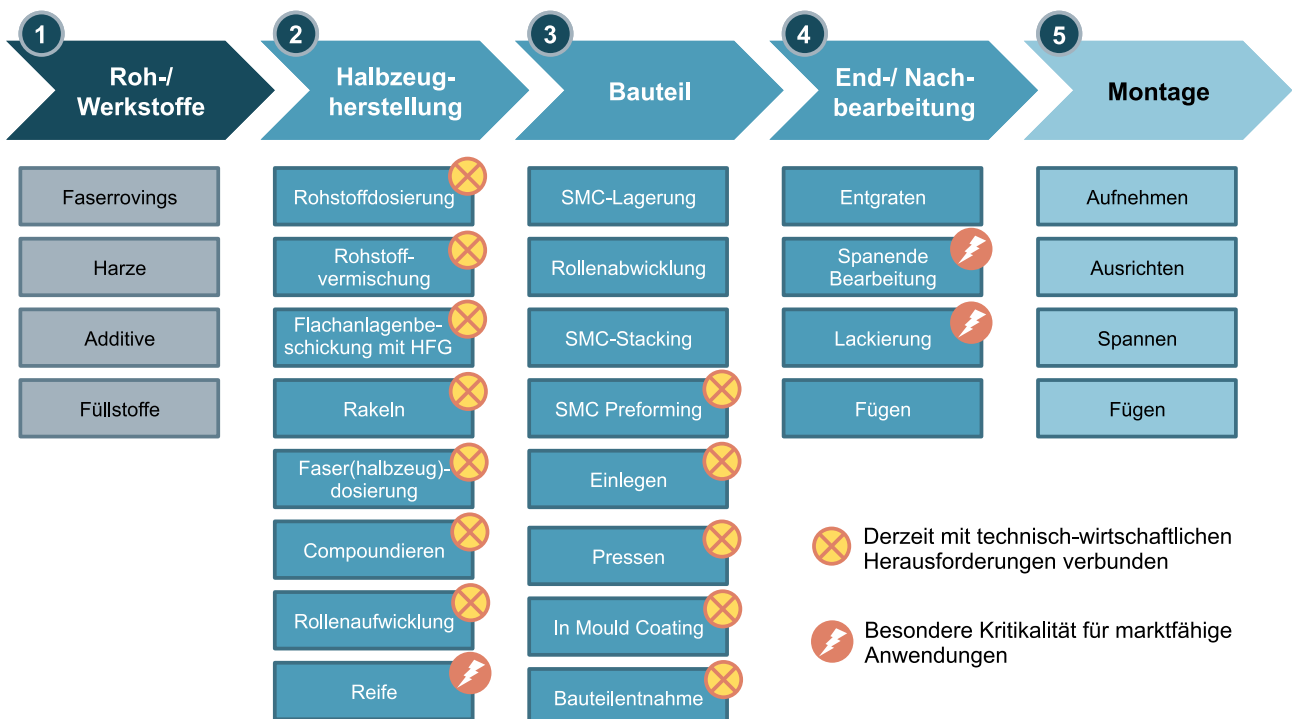 1
Roh-/
Werkstoffe
2
Halbzeug-
herstellung
3
Bauteil
4
End-/ Nach-
bearbeitung
5
Montage
Faserrovings
Harze
Additive
Füllstoffe
Rohstoffdosierung
Rohstoff-
vermischung
Flachanlagenbe-
schickung mit HFG
Rakeln
Faser(halbzeug)-
dosierung
Compoundieren
Rollenaufwicklung
Reife
SMC-Lagerung
Rollenabwicklung
SMC-Stacking
SMC Preforming
Einlegen
Pressen
In Mould Coating
Bauteilentnahme
Entgraten
Spanende
Bearbeitung
Lackierung
Fügen
Aufnehmen
Ausrichten
Spannen
Fügen
Derzeit mit technisch-wirtschaftlichen
Herausforderungen verbunden
Besondere Kritikalität für marktfähige
Anwendungen